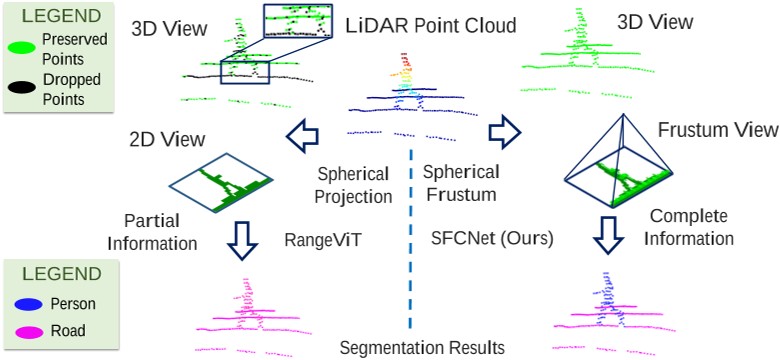 LEGEND
Preserved
Points
Dropped
Points
3D View
LiDAR Point Cloud
3D View
2D View
Frustum View
Spherical
Projection
Spherical
Frustum
Partial
Information
RangeViT
SFCNet (Ours)
Complete
Information
LEGEND
Person
Road
Segmentation Results